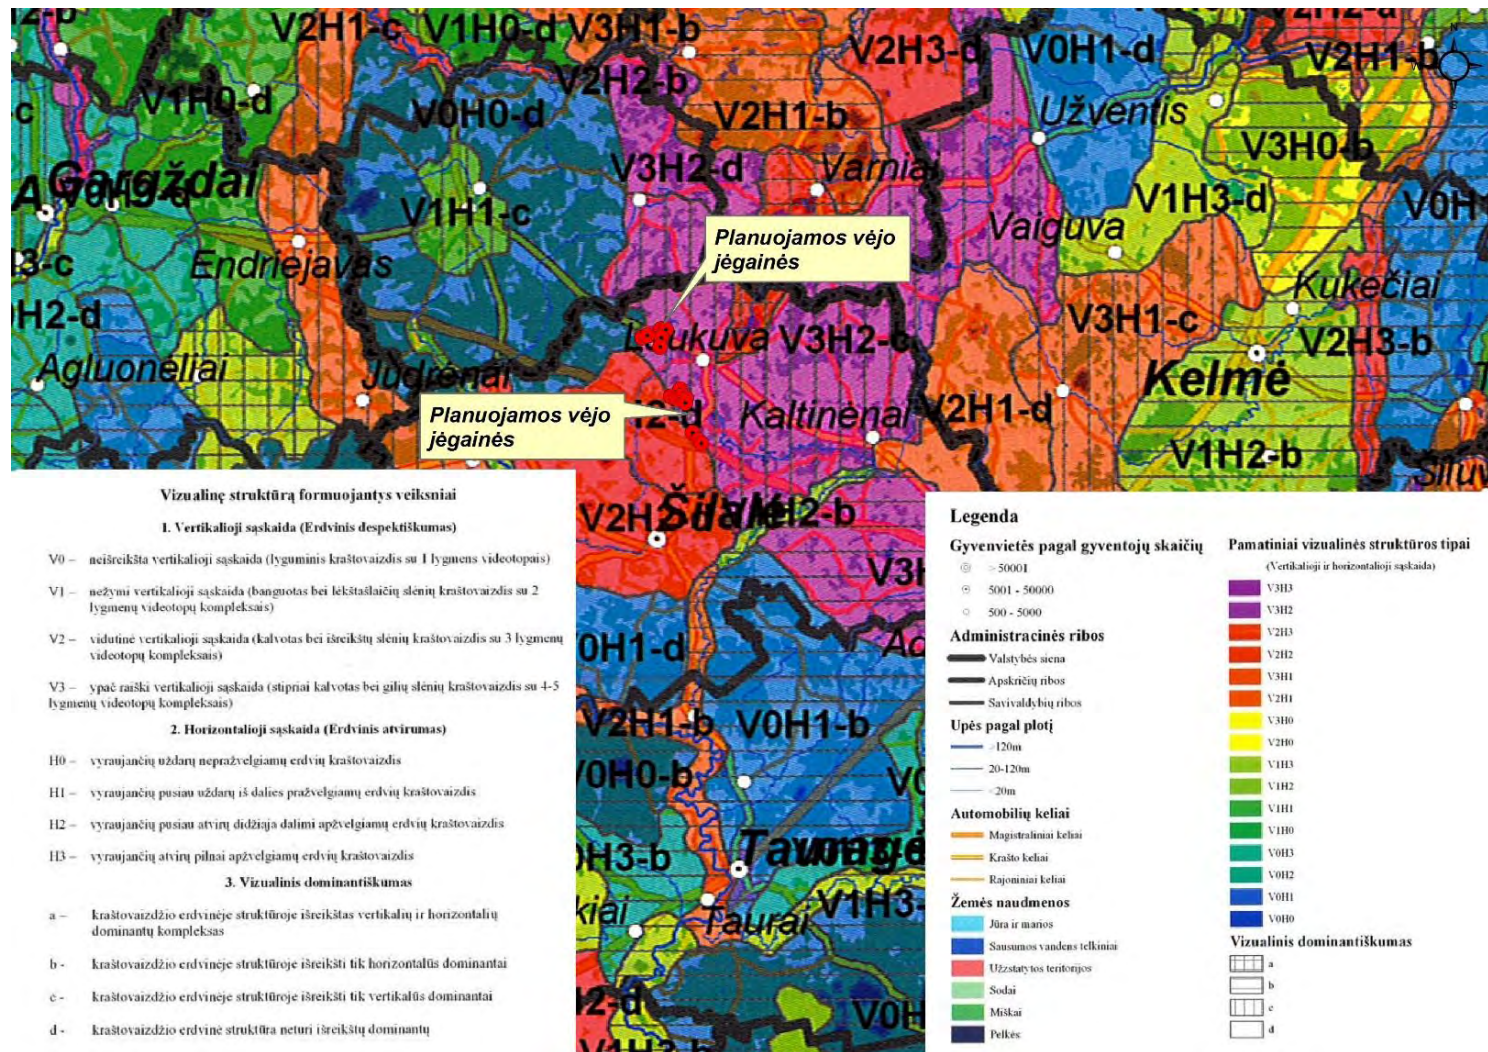 V2H1-c
V1H0-d
V3H1-b
V2H3-d
V0H1-d
V2H1-b
V1H0-d
V0H0-d
V2H2-b
V2H1-b
Užventis
V3H0-b
Gargždai
V3H2-d
Varniai
V1H3-d
V1H1-c
Vaiguva
Planuojamos vėjo
jėgainės
Endriejavas
Kukečiai
H2-d
Laukuva
V3H2-c
V3H1-c
V2H3-b
Agluonėliai
Judrėnai
Kelmė
Planuojamos vėjo
jėgainės
Kaltinėnai
V2H1-d
V1H2-b
Šilalė
V0H1-d
V2H1-b
V0H1-b
V0H0-b
Tauragė
V1H3-
Taurai
Vizualinę struktūrą formuojantys veiksniai
1. Vertikalioji sąskaida (Erdvinis despektiškumas)
V0 – neišreikšta vertikalioji sąskaida (lyguminis kraštovaizdis su 1 lygmens videotopais)
V1 – nežymi vertikalioji sąskaida (banguotas bei lėkštašlaičių slėnių kraštovaizdis su 2
lygmenų videotopų kompleksais)
V2 – vidutinė vertikalioji sąskaida (kalvotas bei išreikštų slėnių kraštovaizdis su 3 lygmenų
videotopų kompleksais)
V3 – ypač raiški vertikalioji sąskaida (stipriai kalvotas bei gilių slėnių kraštovaizdis su 4-5
lygmenų videotopų kompleksais)
2. Horizontalioji sąskaida (Erdvinis atvirumas)
H0 – vyraujančių uždarų nepražvelgiamų erdvių kraštovaizdis
H1 – vyraujančių pusiau uždarų iš dalies pražvelgiamų erdvių kraštovaizdis
H2 – vyraujančių pusiau atvirų didžiąja dalimi apžvelgiamų erdvių kraštovaizdis
H3 – vyraujančių atvirų pilnai apžvelgiamų erdvių kraštovaizdis
3. Vizualinis dominantiškumas
a – kraštovaizdžio erdvinėje struktūroje išreikštas vertikalių ir horizontalių
dominantų kompleksas
b - kraštovaizdžio erdvinėje struktūroje išreikšti tik horizontalūs dominantai
c - kraštovaizdžio erdvinėje struktūroje išreikšti tik vertikalūs dominantai
d - kraštovaizdžio erdvinė struktūra neturi išreikštų dominantų
Legenda
Gyvenvietės pagal gyventojų skaičių
> 50001
5001 - 50000
500 - 5000
Administracinės ribos
Valstybės siena
Apskričių ribos
Savivaldybių ribos
Upės pagal plotį
>120m
20-120m
<20m
Automobilių keliai
Magistraliniai keliai
Krašto keliai
Rajoniniai keliai
Žemės naudmenos
Jūra ir marios
Sausumos vandens telkiniai
Užstatytos teritorijos
Sodai
Miškai
Pelkės
Pamatiniai vizualinės struktūros tipai
(Vertikalioji ir horizontalioji sąskaida)
V3H3
V3H2
V2H3
V2H2
V3H1
V2H1
V3H0
V2H0
V1H3
V1H2
V1H1
V1H0
V0H3
V0H2
V0H1
V0H0
Vizualinis dominantiškumas
a
b
c
d